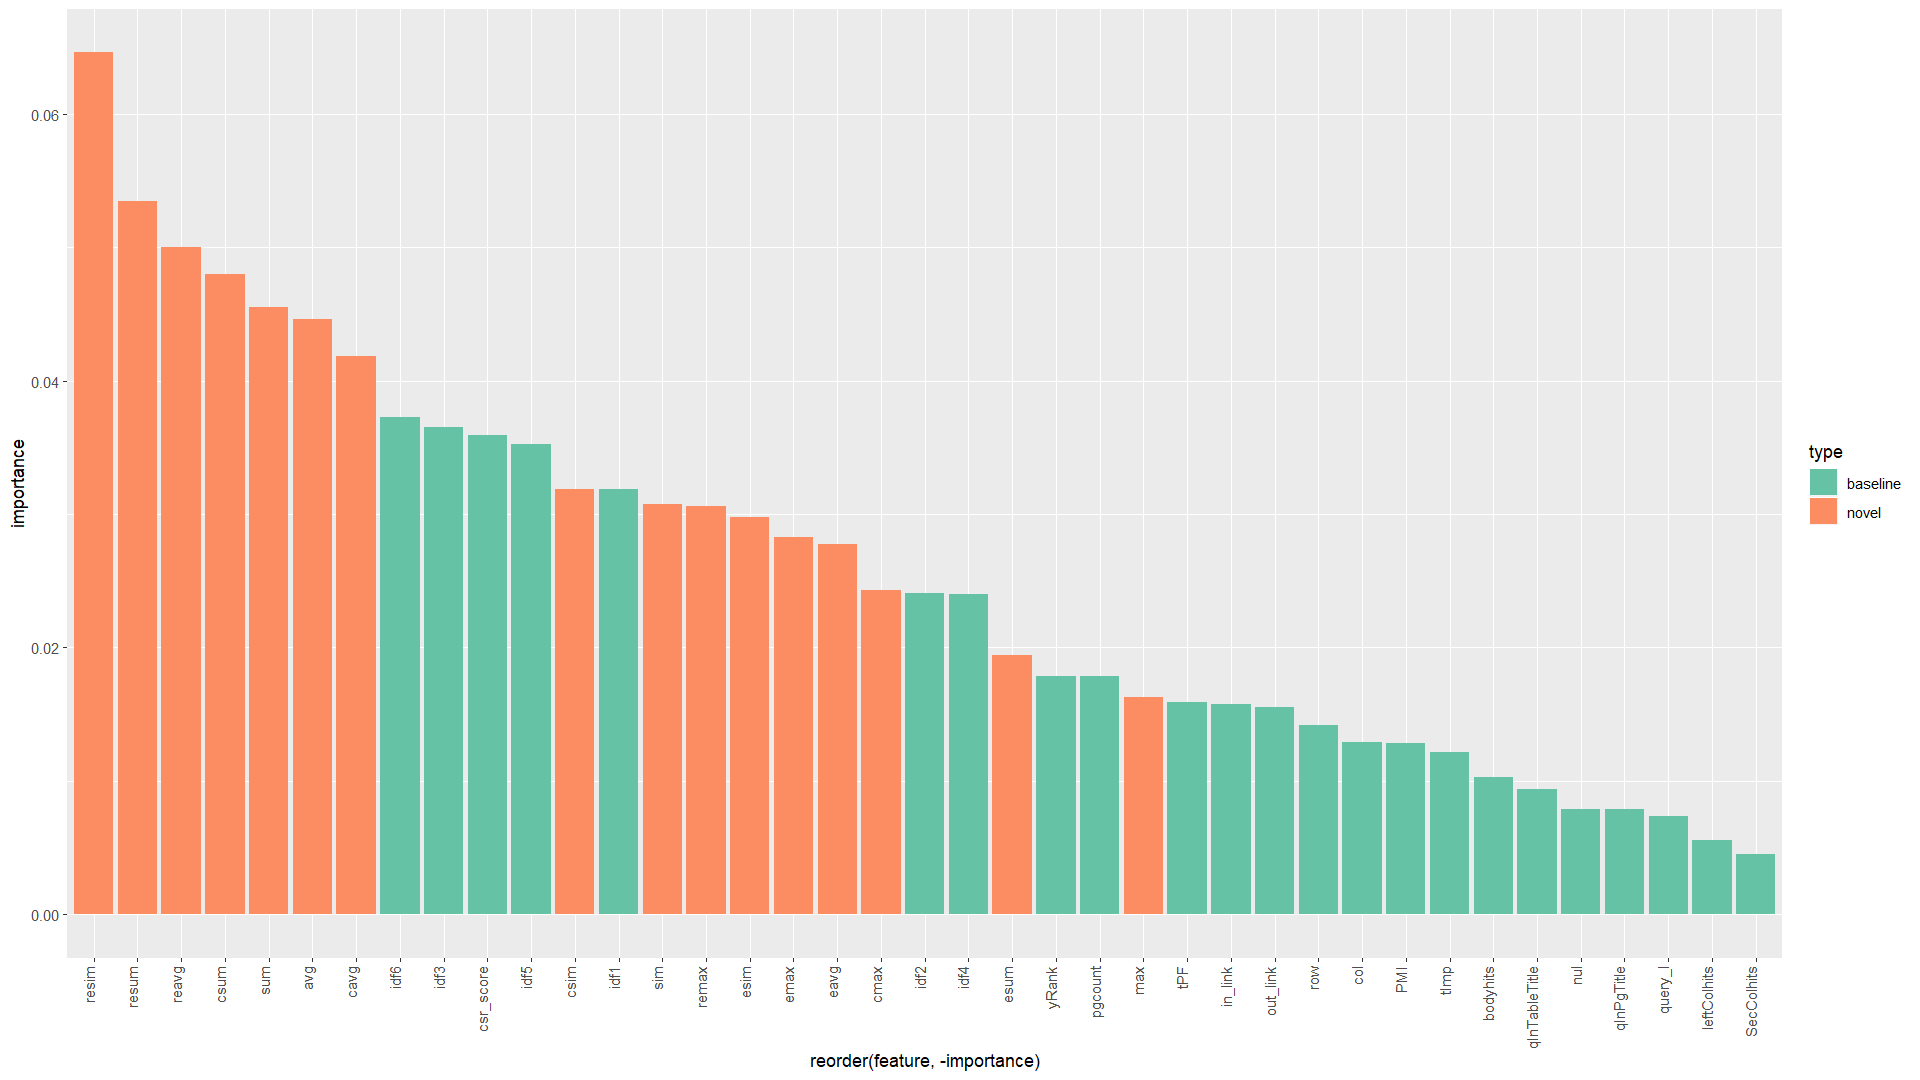 importance
0.06
0.04
0.02
0.00
resim
resum
reavg
csum
sum
avg
cavg
idf6
idf3
csr_score
idf5
csim
idf1
sim
remax
esim
emax
eavg
cmax
idf2
idf4
esum
yRank
pgcount
max
tPF
in_link
out_link
row
col
PMI
tImp
bodyhits
qInTableTitle
nul
qInPgTitle
query_l
leftColhits
SecColhits
reorder(feature, -importance)
type
baseline
novel